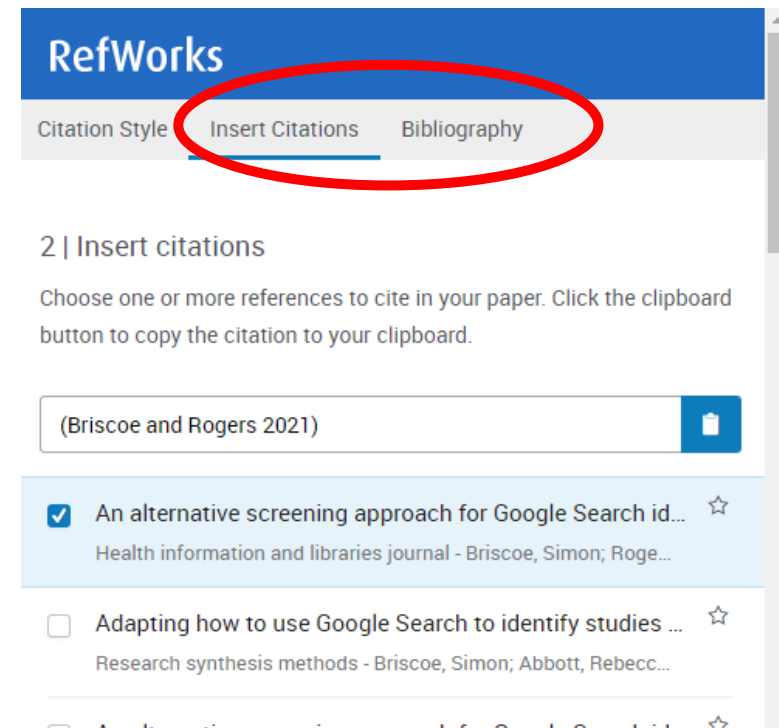 RefWorks
Citation Style Insert Citations Bibliography
2 | Insert citations
Choose one or more references to cite in your paper. Click the clipboard
button to copy the citation to your clipboard.
(Briscoe and Rogers 2021)
An alternative screening approach for Google Search id...
Health information and libraries journal - Briscoe, Simon; Roge...
Adapting how to use Google Search to identify studies ...
Research synthesis methods - Briscoe, Simon; Abbott, Rebecc...